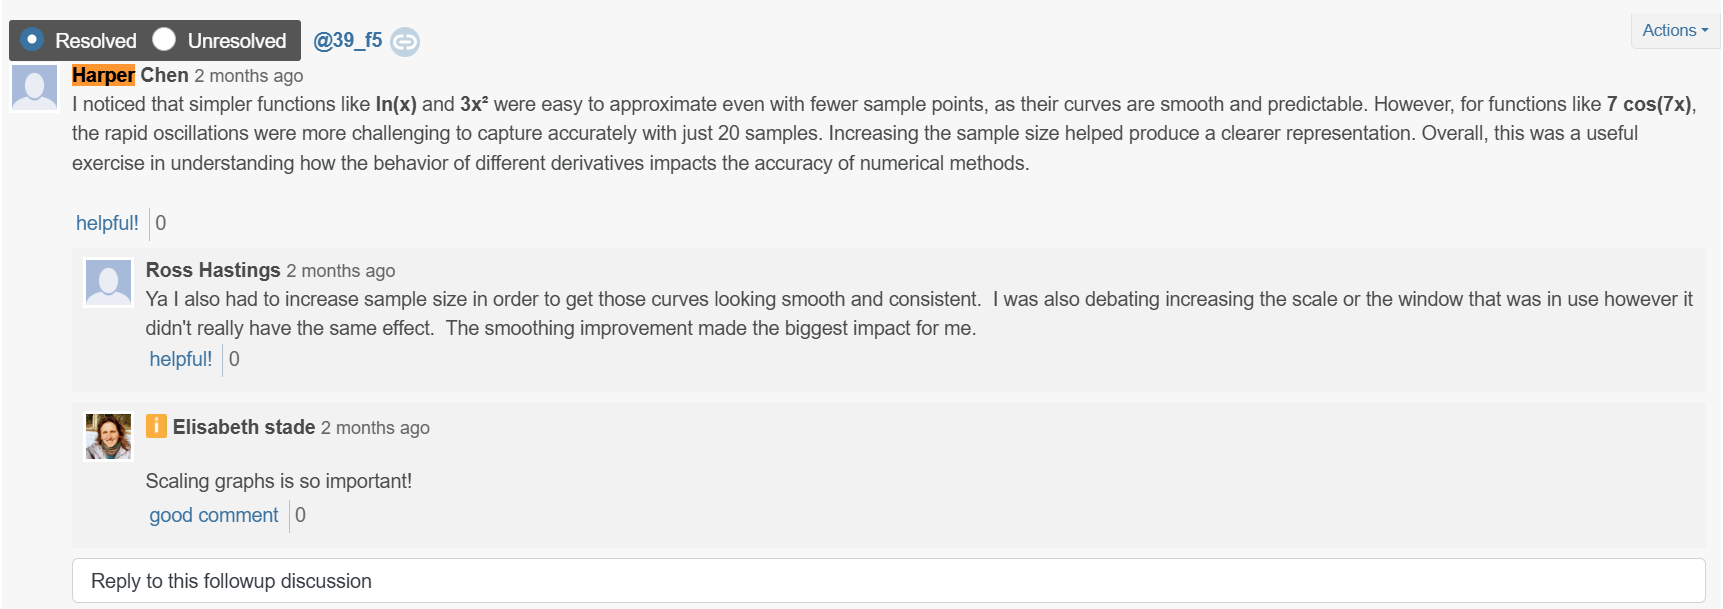 Resolved Unresolved @39_f5 Actions
Harper Chen 2 months ago
I noticed that simpler functions like ln(x) and 3x² were easy to approximate even with fewer sample points, as their curves are smooth and predictable. However, for functions like 7 cos(7x),
the rapid oscillations were more challenging to capture accurately with just 20 samples. Increasing the sample size helped produce a clearer representation. Overall, this was a useful
exercise in understanding how the behavior of different derivatives impacts the accuracy of numerical methods.
helpful! 0
Ross Hastings 2 months ago
Ya I also had to increase sample size in order to get those curves looking smooth and consistent.  I was also debating increasing the scale or the window that was in use however it
didn't really have the same effect.  The smoothing improvement made the biggest impact for me.
helpful! 0
i Elisabeth stade 2 months ago
Scaling graphs is so important!
good comment 0
Reply to this followup discussion